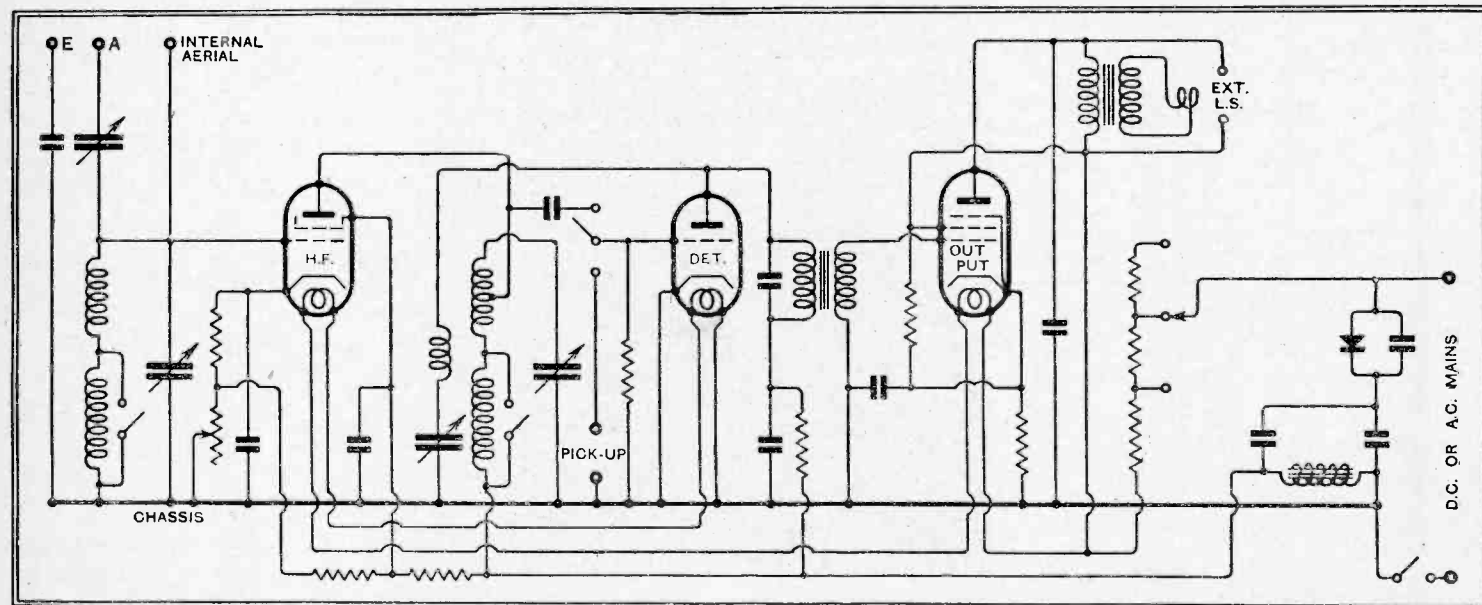 E
A
INTERNAL
AERIAL
H.F.
DET.
OUT
PUT
EXT.
L.S.
PICK-UP
CHASSIS
D.C. OR A.C. MAINS